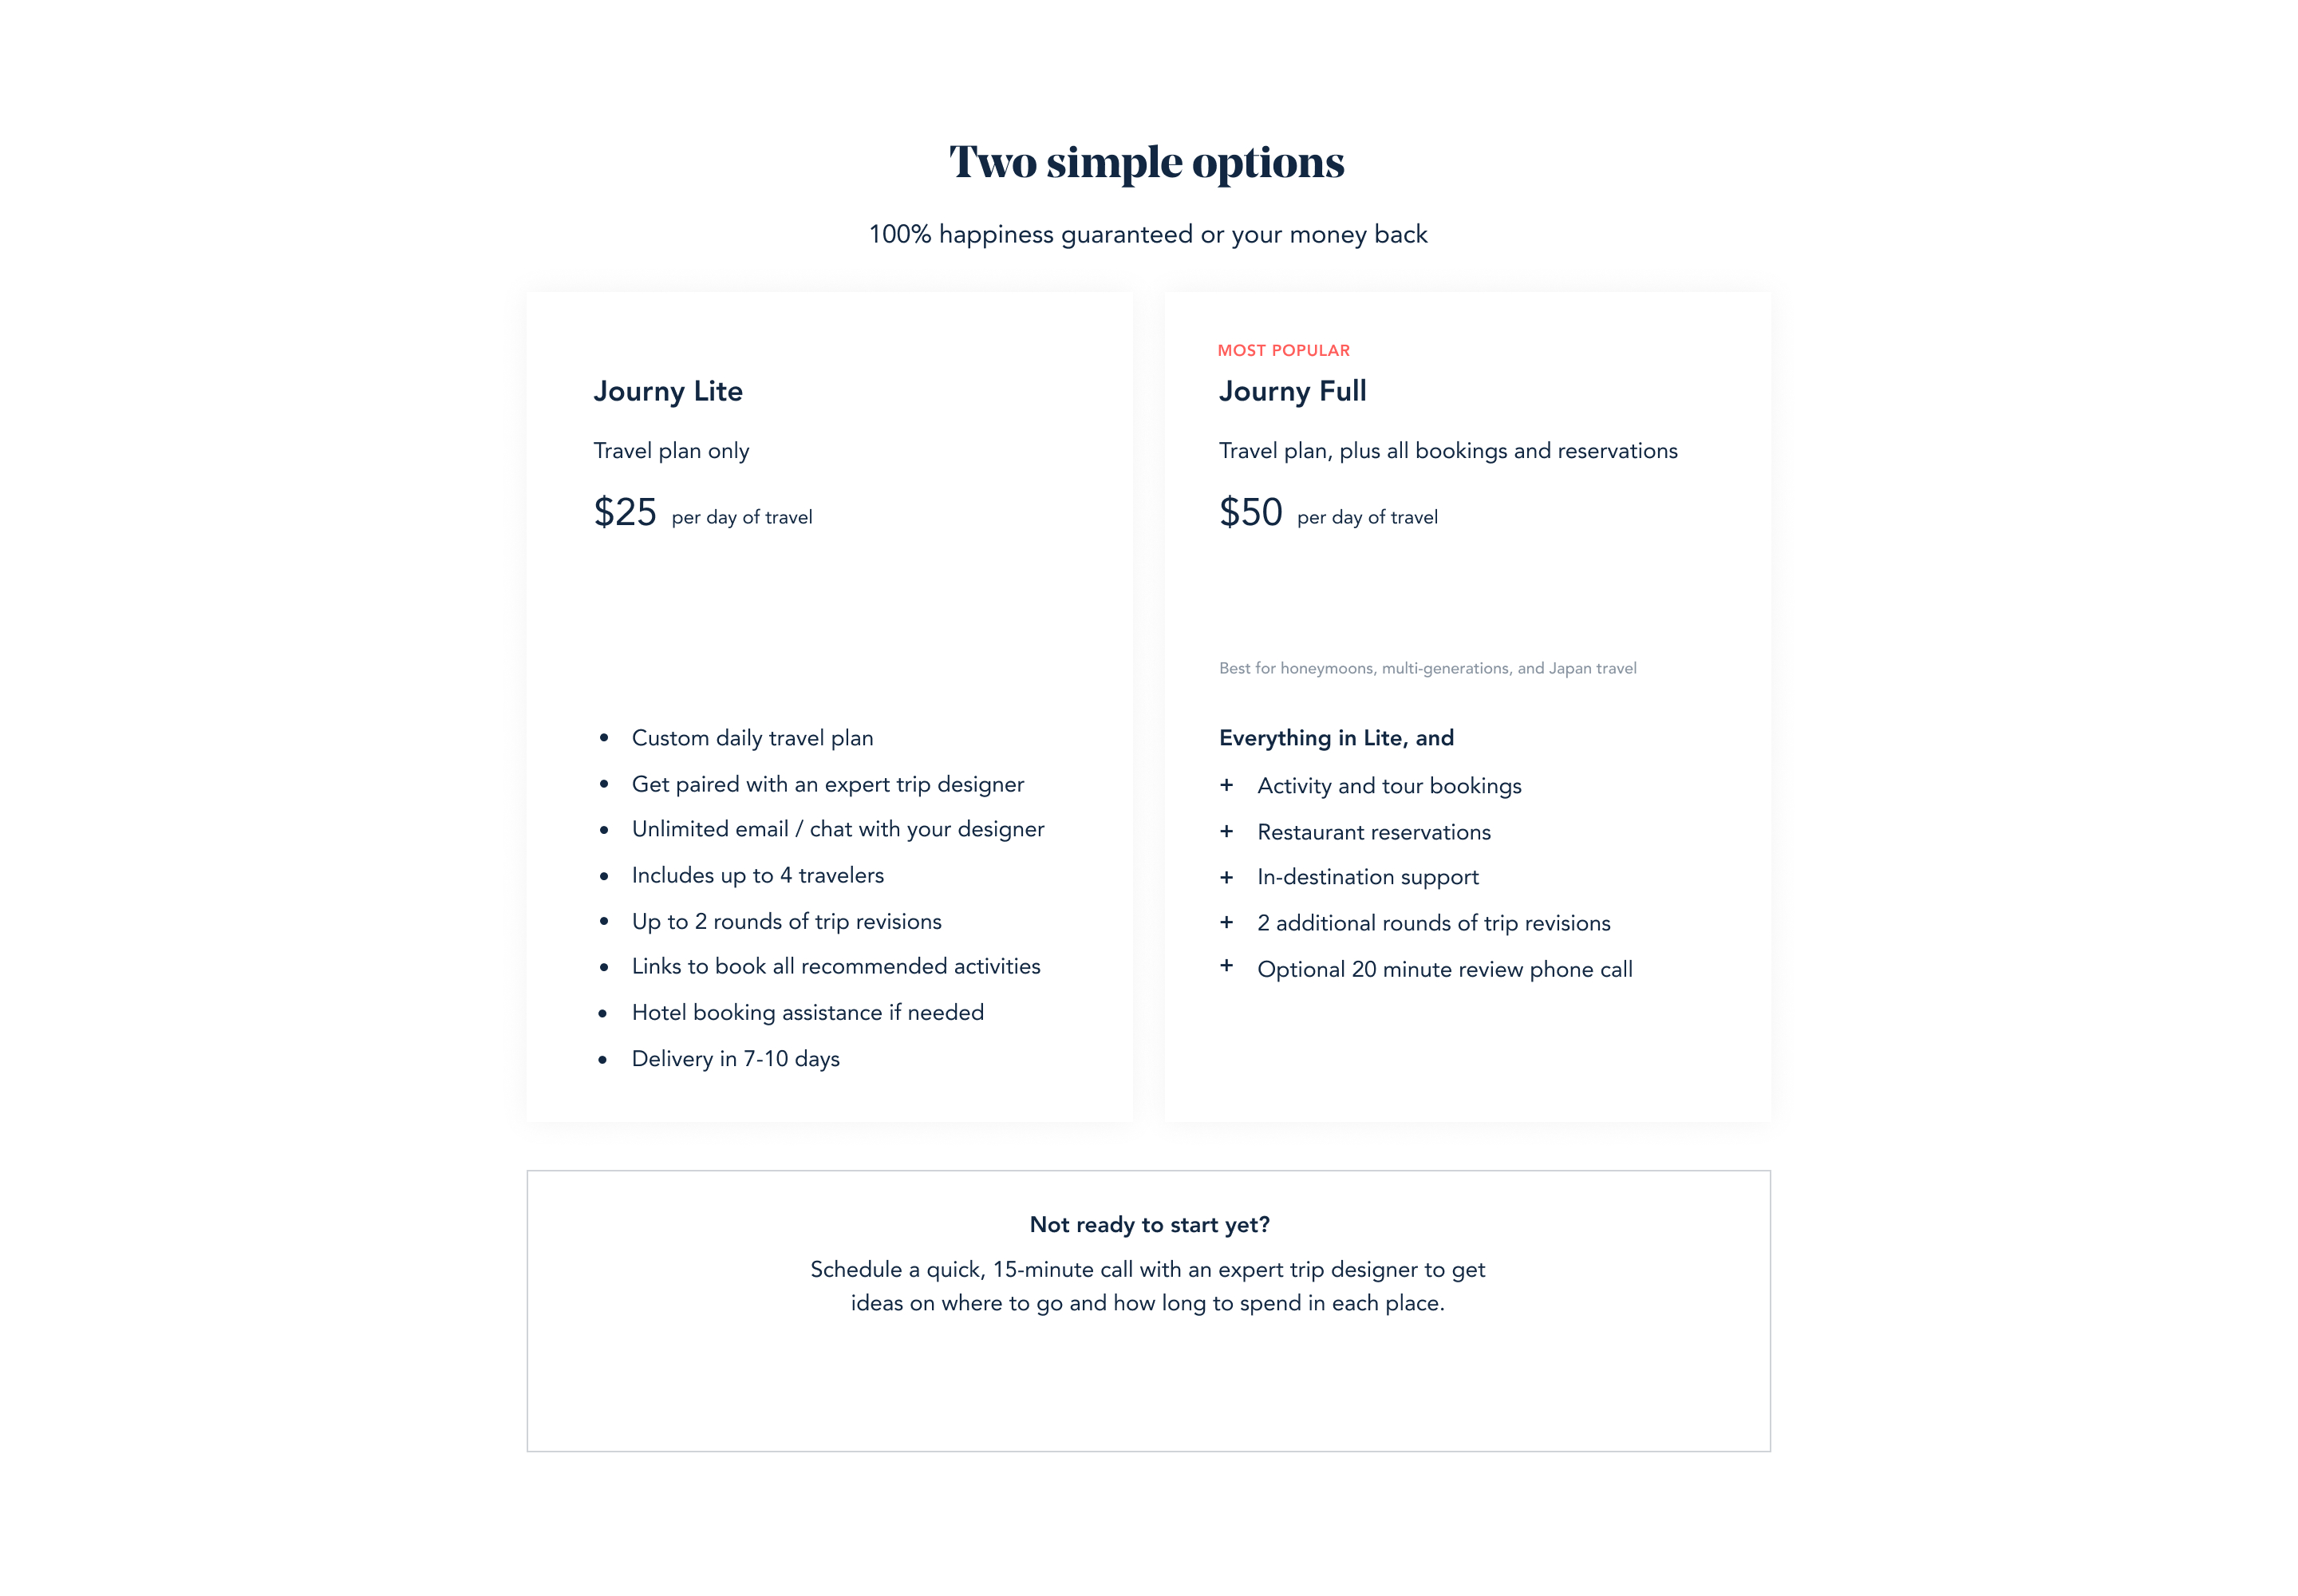 Two simple options
100% happiness guaranteed or your money back
Journy Lite
Travel plan only
$25 per day of travel
• Custom daily travel plan
• Get paired with an expert trip designer
• Unlimited email / chat with your designer
• Includes up to 4 travelers
• Up to 2 rounds of trip revisions
• Links to book all recommended activities
• Hotel booking assistance if needed
• Delivery in 7-10 days
MOST POPULAR
Journy Full
Travel plan, plus all bookings and reservations
$50 per day of travel
Best for honeymoons, multi-generations, and Japan travel
Everything in Lite, and
+ Activity and tour bookings
+ Restaurant reservations
+ In-destination support
+ 2 additional rounds of trip revisions
+ Optional 20 minute review phone call
Not ready to start yet?
Schedule a quick, 15-minute call with an expert trip designer to get
ideas on where to go and how long to spend in each place.